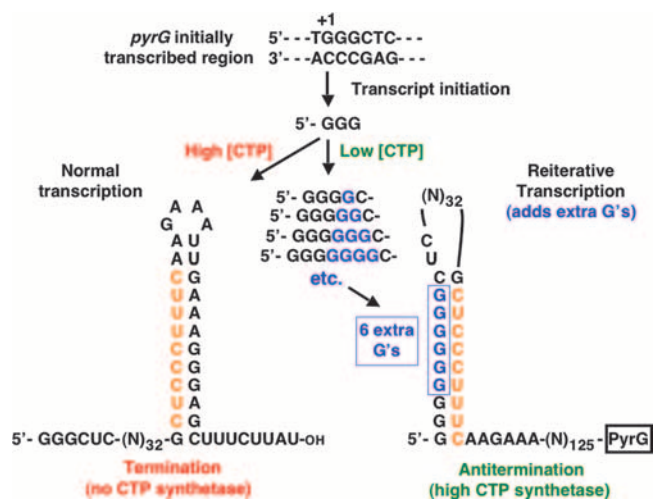 +1
pyrG initially
transcribed region
5'- - - -TGGGCTC- - - -
3'- - - -ACCCGAG- - - -
Transcript initiation
5'- GGG
High [CTP]
Low [CTP]
Normal
transcription
A
A A
G A
A U
A U
C G
U A
U A
U A
C G
C G
C G
U A
C G
5'- GGGCUC-(N)32-G CUUUCUUAU-OH
Termination
(no CTP synthetase)
5'- GGGGC-
5'- GGGGGC-
5'- GGGGGGC-
5'- GGGGGGGC-
etc.
6 extra
G's
Reiterative
Transcription
(adds extra G's)
(N)32
C
U
C G
G C
G U
G C
G C
G C
G U
G U
G U
5'- G C AAGAAA-(N)125-PyrG
Antitermination
(high CTP synthetase)